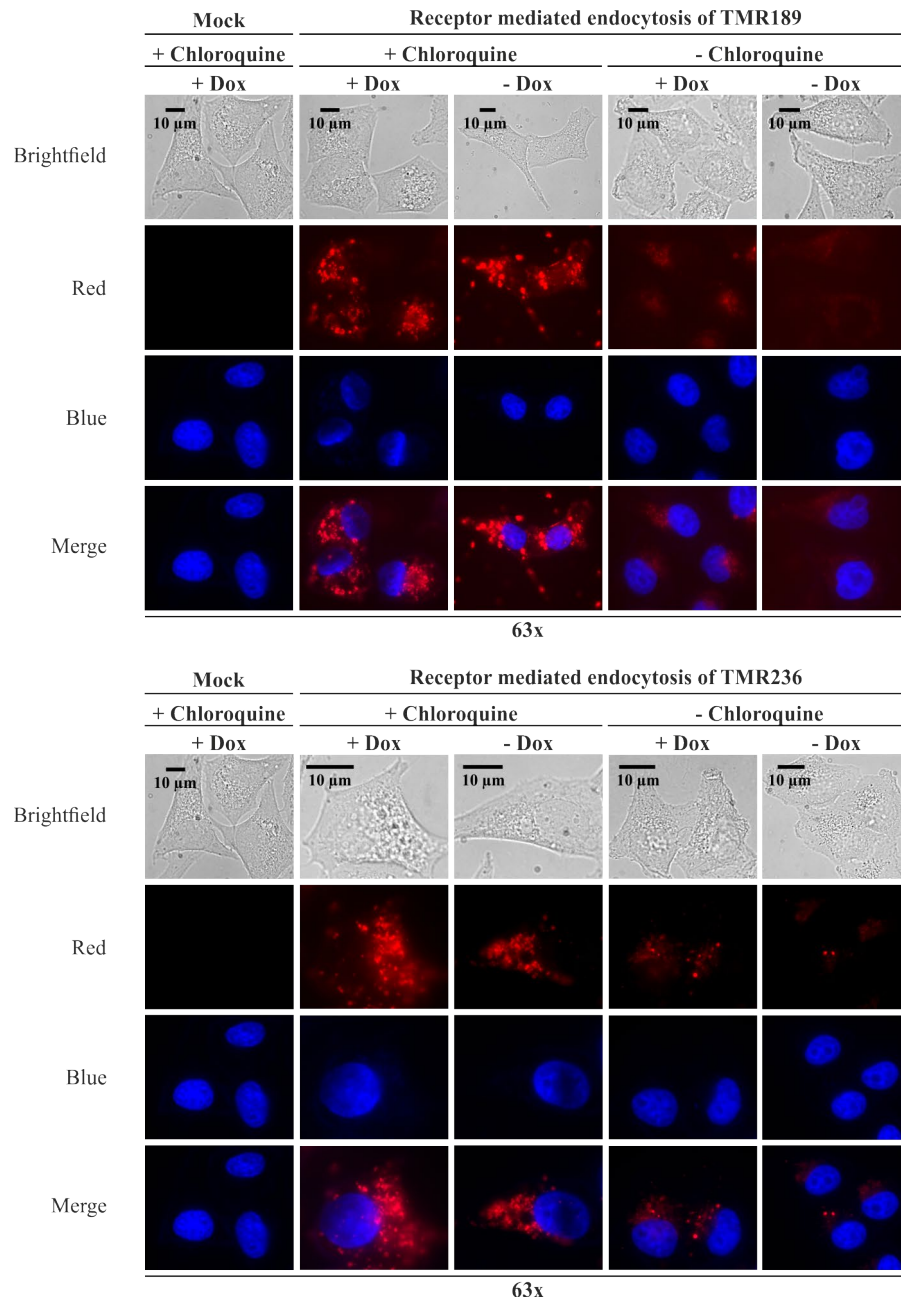 Mock Receptor mediated endocytosis of TMR189
+ Chloroquine + Chloroquine - Chloroquine
+ Dox + Dox - Dox + Dox - Dox
Brightfield 10 µm 10 µm 10 µm 10 µm 10 µm
Red
Blue
Merge
63x
Mock Receptor mediated endocytosis of TMR236
+ Chloroquine + Chloroquine - Chloroquine
+ Dox + Dox - Dox + Dox - Dox
Brightfield 10 µm 10 µm 10 µm 10 µm 10 µm
Red
Blue
Merge
63x